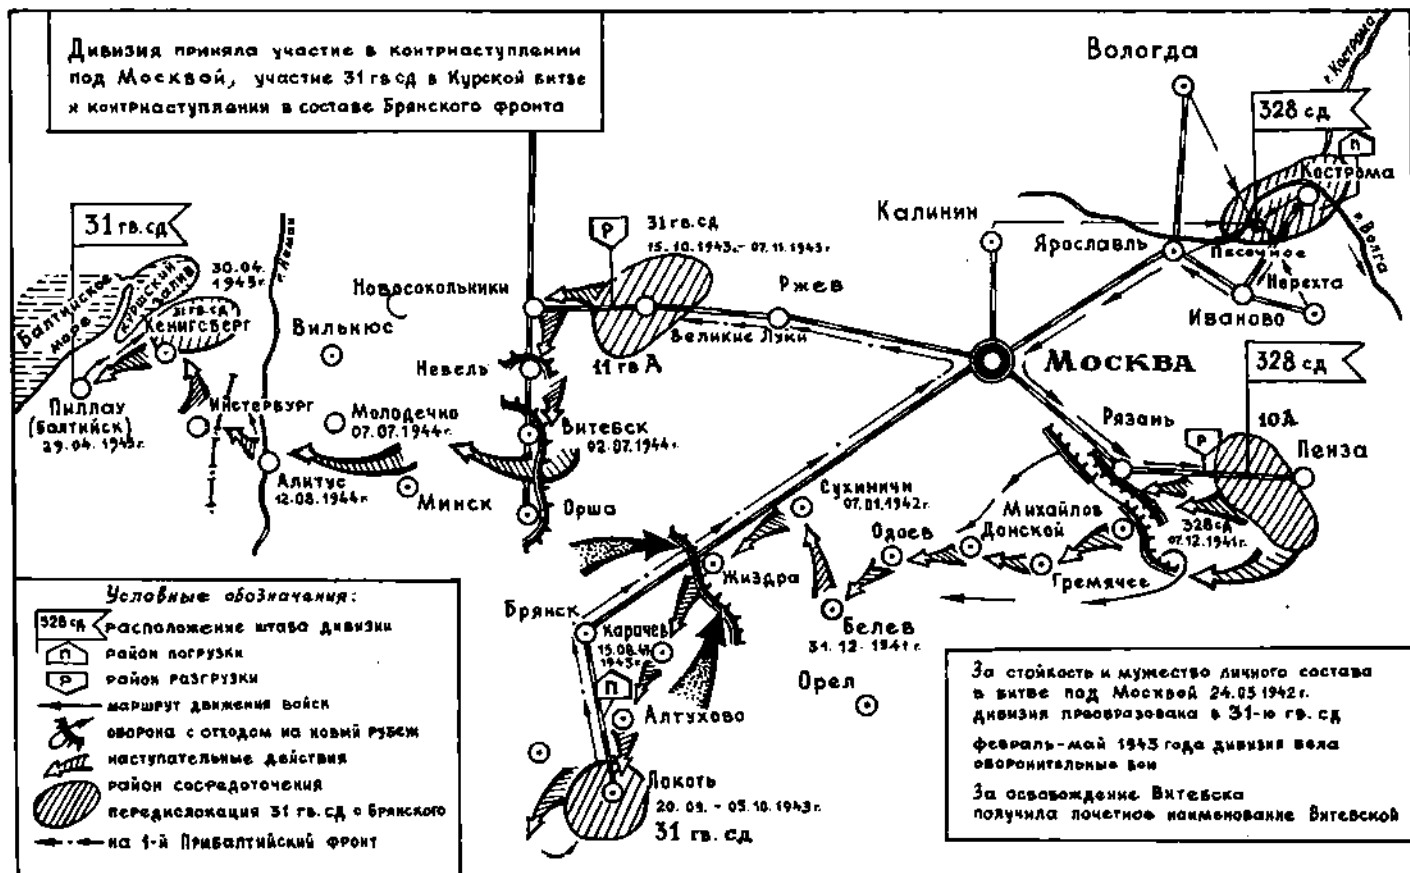 Дивизия приняла участие в контрнаступлении
под Москвой, участие 31 гв сд в Курской битве
и контрнаступлении в составе Брянского фронта
Вологда
р. Кострома
328 сд
П
Кострома
р. Волга
Калинин
Ярославль
Песочное
Нерехта
Иваново
31 гв. сд
Р
31 гв. сд
15.10.1943г.- 07.11.1943г
30.04.
1945г.
р. Неман
Балтийское
море
Куршский
залив
31 гв. сд
Кенигсберг
Новосокольники
Вильнюс
Ржев
Великие Луки
11 гв А
Невель
МОСКВА
328 сд
Рязань
10А
Пенза
Р
Пиллау
(Балтийск)
29.04. 1945г.
Инстербург
Молодечно
07.07.1944г.
Витебск
02.07.1944г.
Алитус
12.08.1944г.
Минск
Орша
Сухиничи
07.01.1942г.
Одоев
Донской
Михайлов
328 сд
07.12.1941г.
Гремячее
Жиздра
Белев
31.12.1941г.
Брянск
Карачев
15.08.
1943г.
П
Орел
Алтухово
Локоть
20.09. - 05.10.1943г.
31 гв. сд
Условные обозначения:
328 сд расположение штаба дивизии
П район погрузки
Р район разгрузки
маршрут движения войск
оборона с отходом на новый рубеж
наступательные действия
район сосредоточения
передислокация 31 гв. сд с Брянского
на 1-й Прибалтийский фронт
За стойкость и мужество личного состава
в битве под Москвой 24.05 1942г.
дивизия преобразована в 31-ю гв. сд
февраль-май 1943 года дивизия вела
оборонительные бои
За освобождение Витебска
получила почетное наименование Витебской